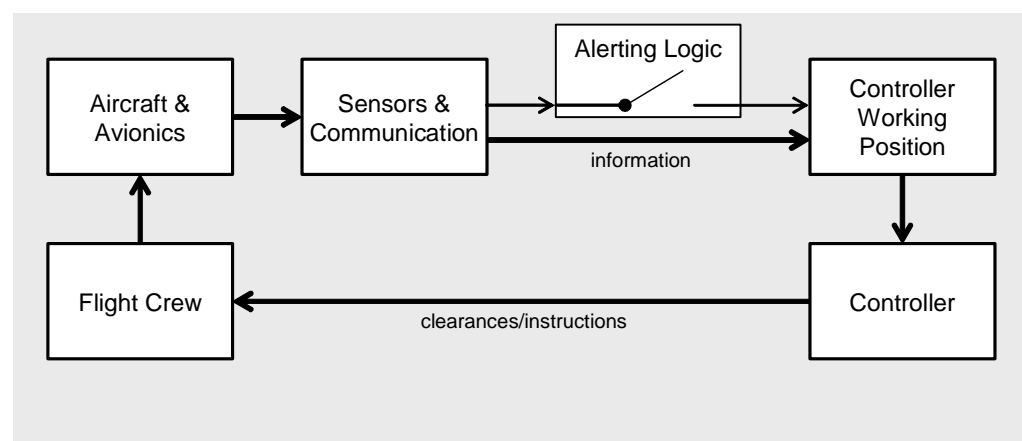 Alerting Logic
Aircraft &
Avionics
Sensors &
Communication
Controller
Working
Position
information
Flight Crew
clearances/instructions
Controller